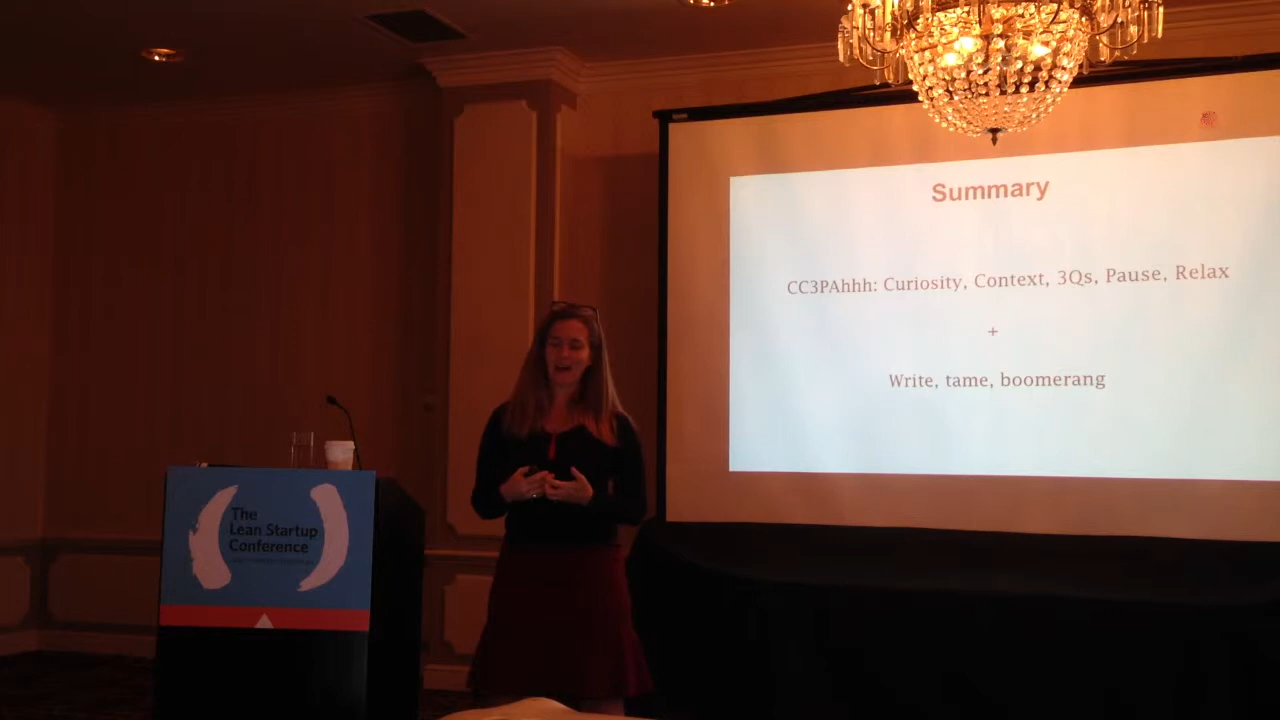 Summary
CC3PAhhh: Curiosity, Context, 3Qs, Pause, Relax
+
Write, tame, boomerang
The
Lean Startup
Conference